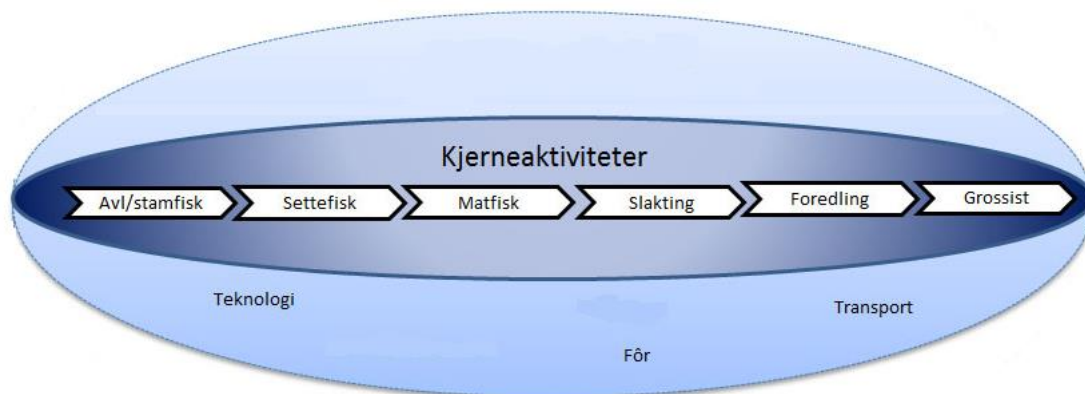 Kjerneaktiviteter
Avl/stamfisk Settefisk Matfisk Slakting Foredling Grossist
Teknologi
Transport
Fôr